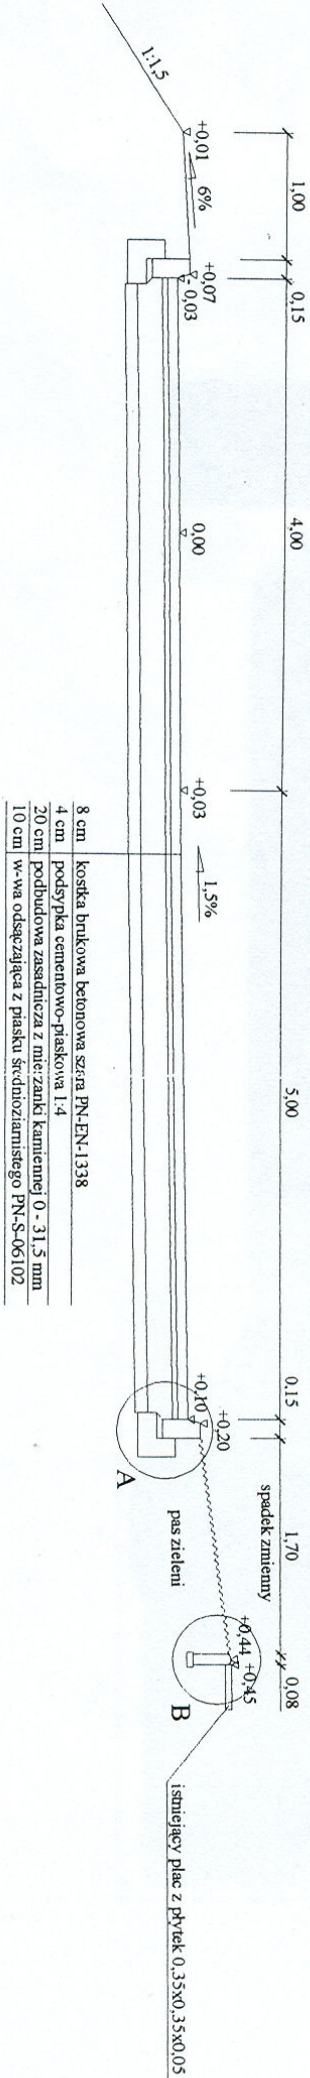 1,00
0,15
4,00
5,00
0,15
1,70
0,08
spadek zmienny
1:1,5
+0,01
6%
+0,07
- 0,03
0,00
+0,03
1,5%
+0,10
+0,20
+0,44
+0,45
A
pas zieleni
B
8 cm kostka brukowa betonowa szara PN-EN-1338
4 cm podsypka cementowo-piaskowa 1:4
20 cm podbudowa zasadnicza z mieszanki kamiennej 0 - 31,5 mm
10 cm w-wa odsączająca z piasku średnioziarnistego PN-S-06102
istniejący plac z płytek 0,35x0,35x0,05